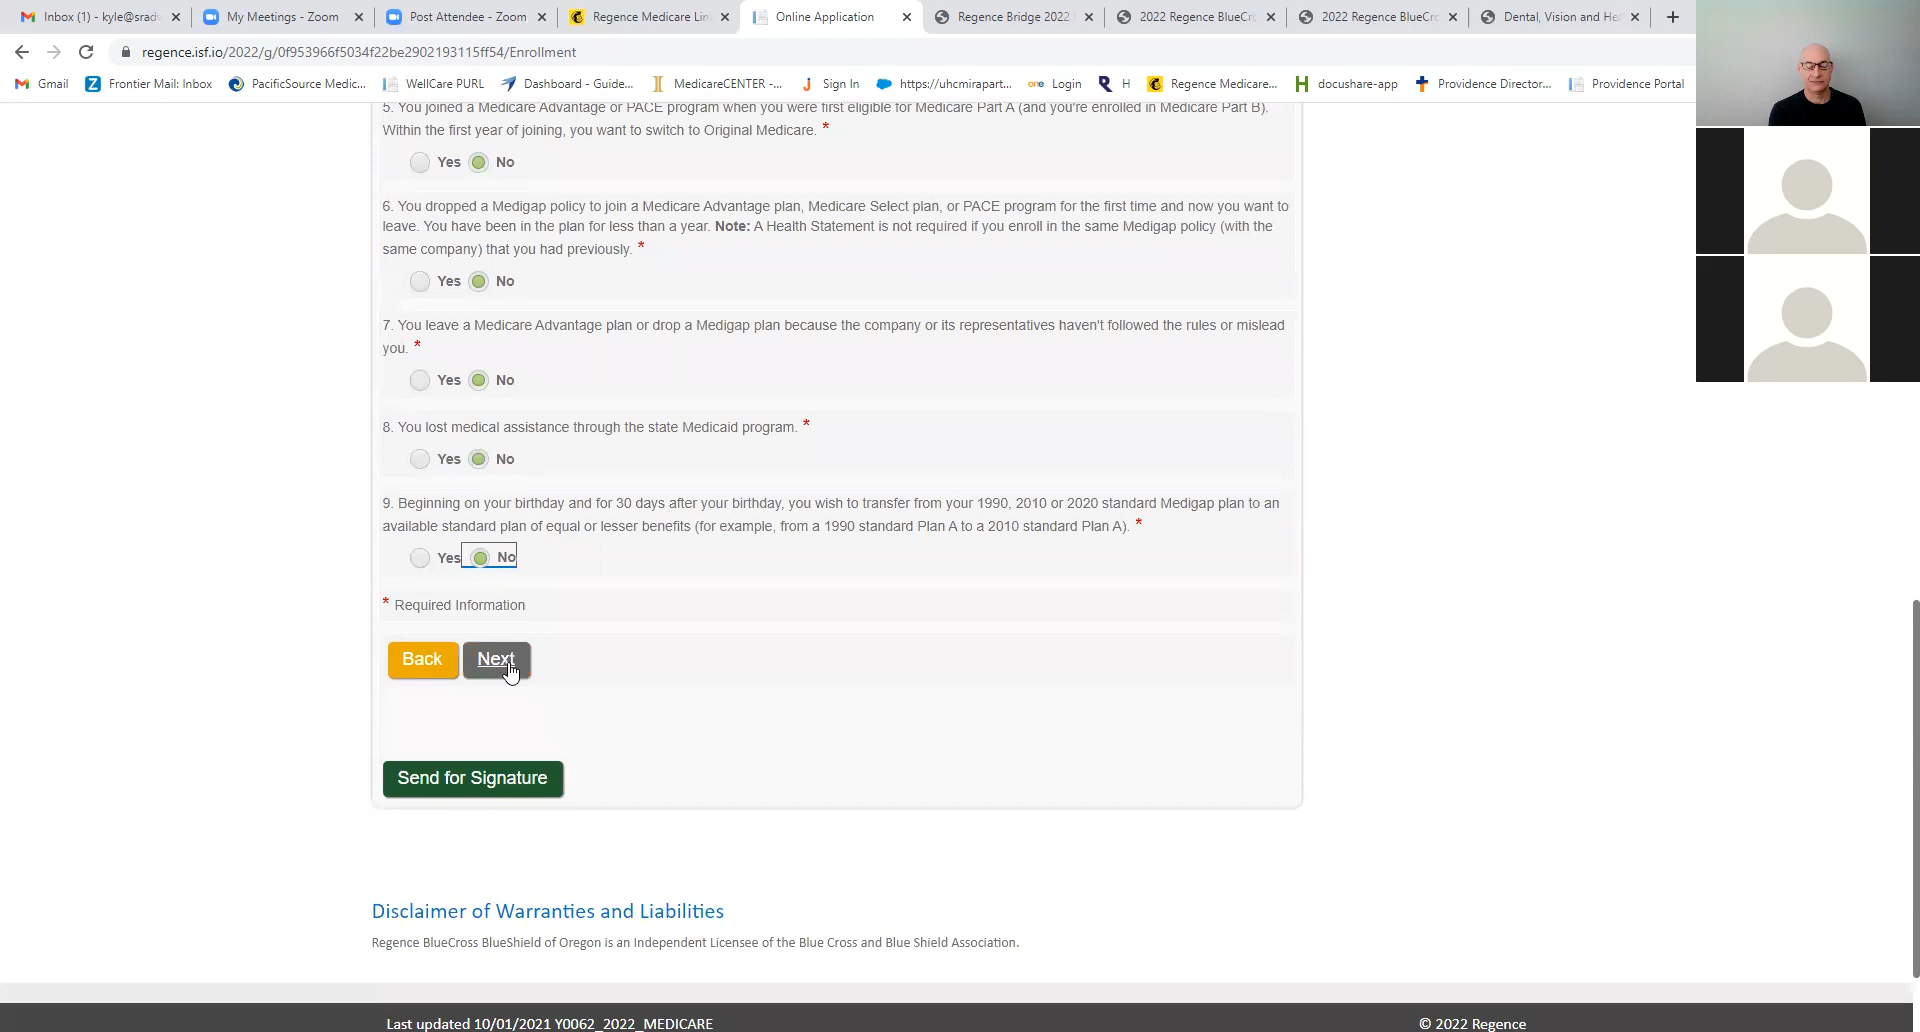 Inbox (1) - kyle@sradv
My Meetings - Zoom
Post Attendee - Zoom
Regence Medicare Lin
Online Application
Regence Bridge 2022
2022 Regence BlueCr
2022 Regence BlueCro
Dental, Vision and He
regence.isf.io/2022/g/0f953966f5034f22be2902193115ff54/Enrollment
Gmail
Frontier Mail: Inbox
PacificSource Medic...
WellCare PURL
Dashboard - Guide...
MedicareCENTER -...
Sign In
https://uhcmirapart...
one Login
H
Regence Medicare...
docushare-app
Providence Director...
Providence Portal
5. You joined a Medicare Advantage or PACE program when you were first eligible for Medicare Part A (and you're enrolled in Medicare Part B).
Within the first year of joining, you want to switch to Original Medicare. *
Yes No
6. You dropped a Medigap policy to join a Medicare Advantage plan, Medicare Select plan, or PACE program for the first time and now you want to
leave. You have been in the plan for less than a year. Note: A Health Statement is not required if you enroll in the same Medigap policy (with the
same company) that you had previously. *
Yes No
7. You leave a Medicare Advantage plan or drop a Medigap plan because the company or its representatives haven't followed the rules or mislead
you. *
Yes No
8. You lost medical assistance through the state Medicaid program. *
Yes No
9. Beginning on your birthday and for 30 days after your birthday, you wish to transfer from your 1990, 2010 or 2020 standard Medigap plan to an
available standard plan of equal or lesser benefits (for example, from a 1990 standard Plan A to a 2010 standard Plan A). *
Yes No
* Required Information
Back Next
Send for Signature
Disclaimer of Warranties and Liabilities
Regence BlueCross BlueShield of Oregon is an Independent Licensee of the Blue Cross and Blue Shield Association.
Last updated 10/01/2021 Y0062_2022_MEDICARE
© 2022 Regence